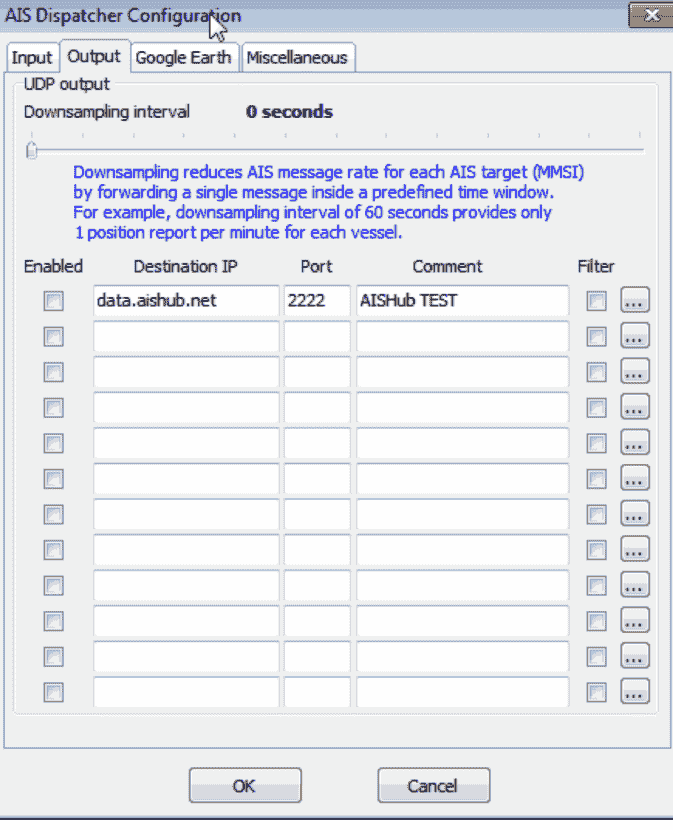 AIS Dispatcher Configuration
Input Output Google Earth Miscellaneous
UDP output
Downsampling interval 0 seconds
Downsampling reduces AIS message rate for each AIS target (MMSI)
by forwarding a single message inside a predefined time window.
For example, downsampling interval of 60 seconds provides only
1 position report per minute for each vessel.
Enabled Destination IP Port Comment Filter
data.aishub.net 2222 AISHub TEST ...
...
...
...
...
...
...
...
...
...
...
...
OK Cancel